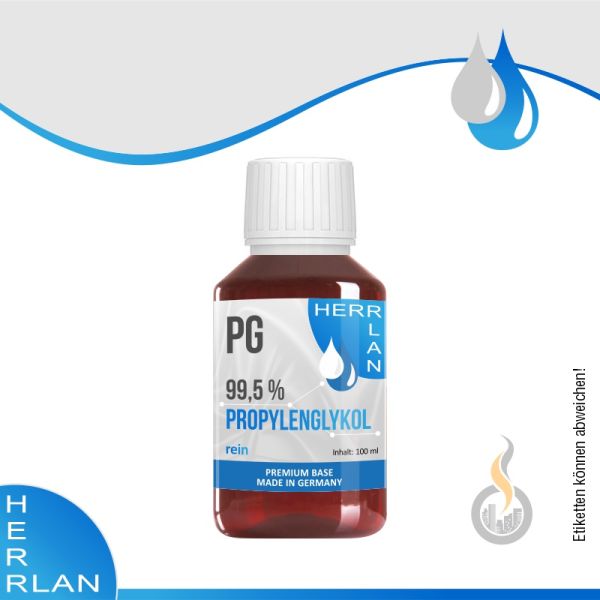 HERR
LAN
PG
99,5 %
PROPYLENGLYKOL
rein
Inhalt: 100 ml
PREMIUM BASE
MADE IN GERMANY
Etiketten können abweichen!
H
E
R
RLAN